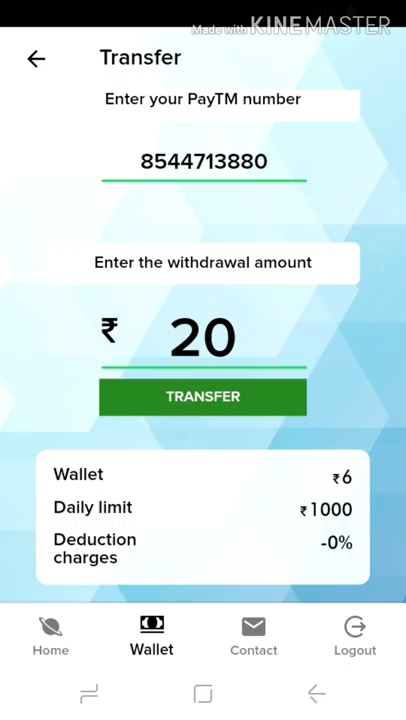 Made with KINEMASTER
Transfer
Enter your PayTM number
8544713880
Enter the withdrawal amount
₹ 20
TRANSFER
Wallet ₹6
Daily limit ₹1000
Deduction charges -0%
Home Wallet Contact Logout